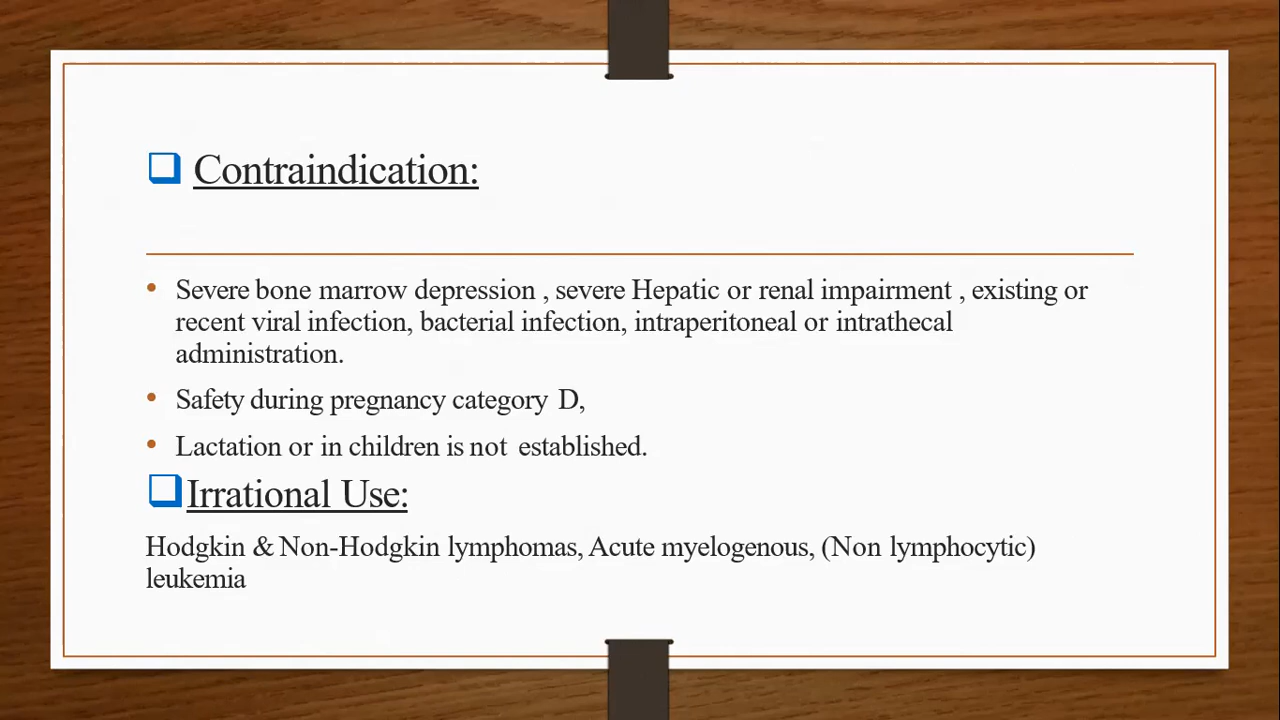 Contraindication:
Severe bone marrow depression , severe Hepatic or renal impairment , existing or
recent viral infection, bacterial infection, intraperitoneal or intrathecal
administration.
Safety during pregnancy category D,
Lactation or in children is not established.
Irrational Use:
Hodgkin & Non-Hodgkin lymphomas, Acute myelogenous, (Non lymphocytic)
leukemia